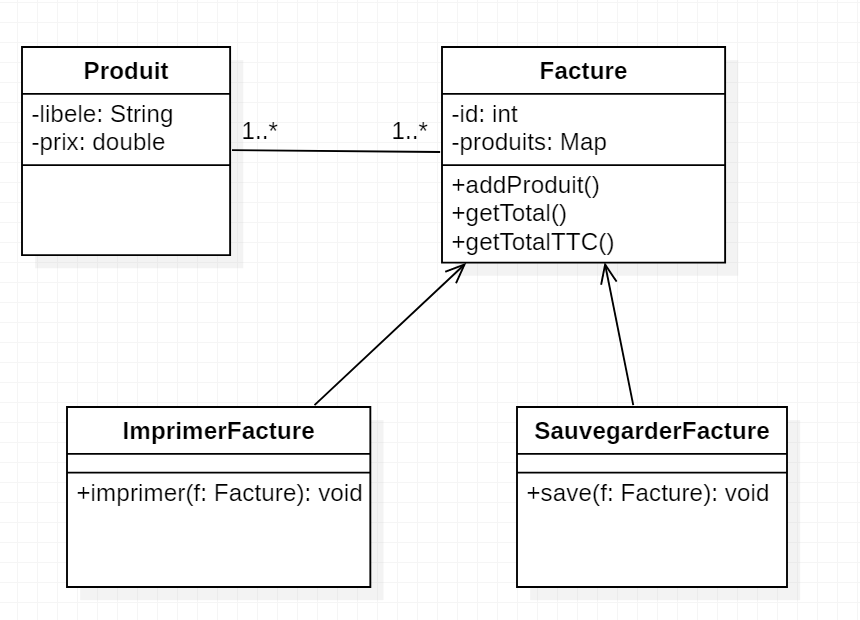 Produit
-libele: String
-prix: double
1..*
1..*
Facture
-id: int
-produits: Map
+addProduit()
+getTotal()
+getTotalTTC()
ImprimerFacture
+imprimer(f: Facture): void
SauvegarderFacture
+save(f: Facture): void